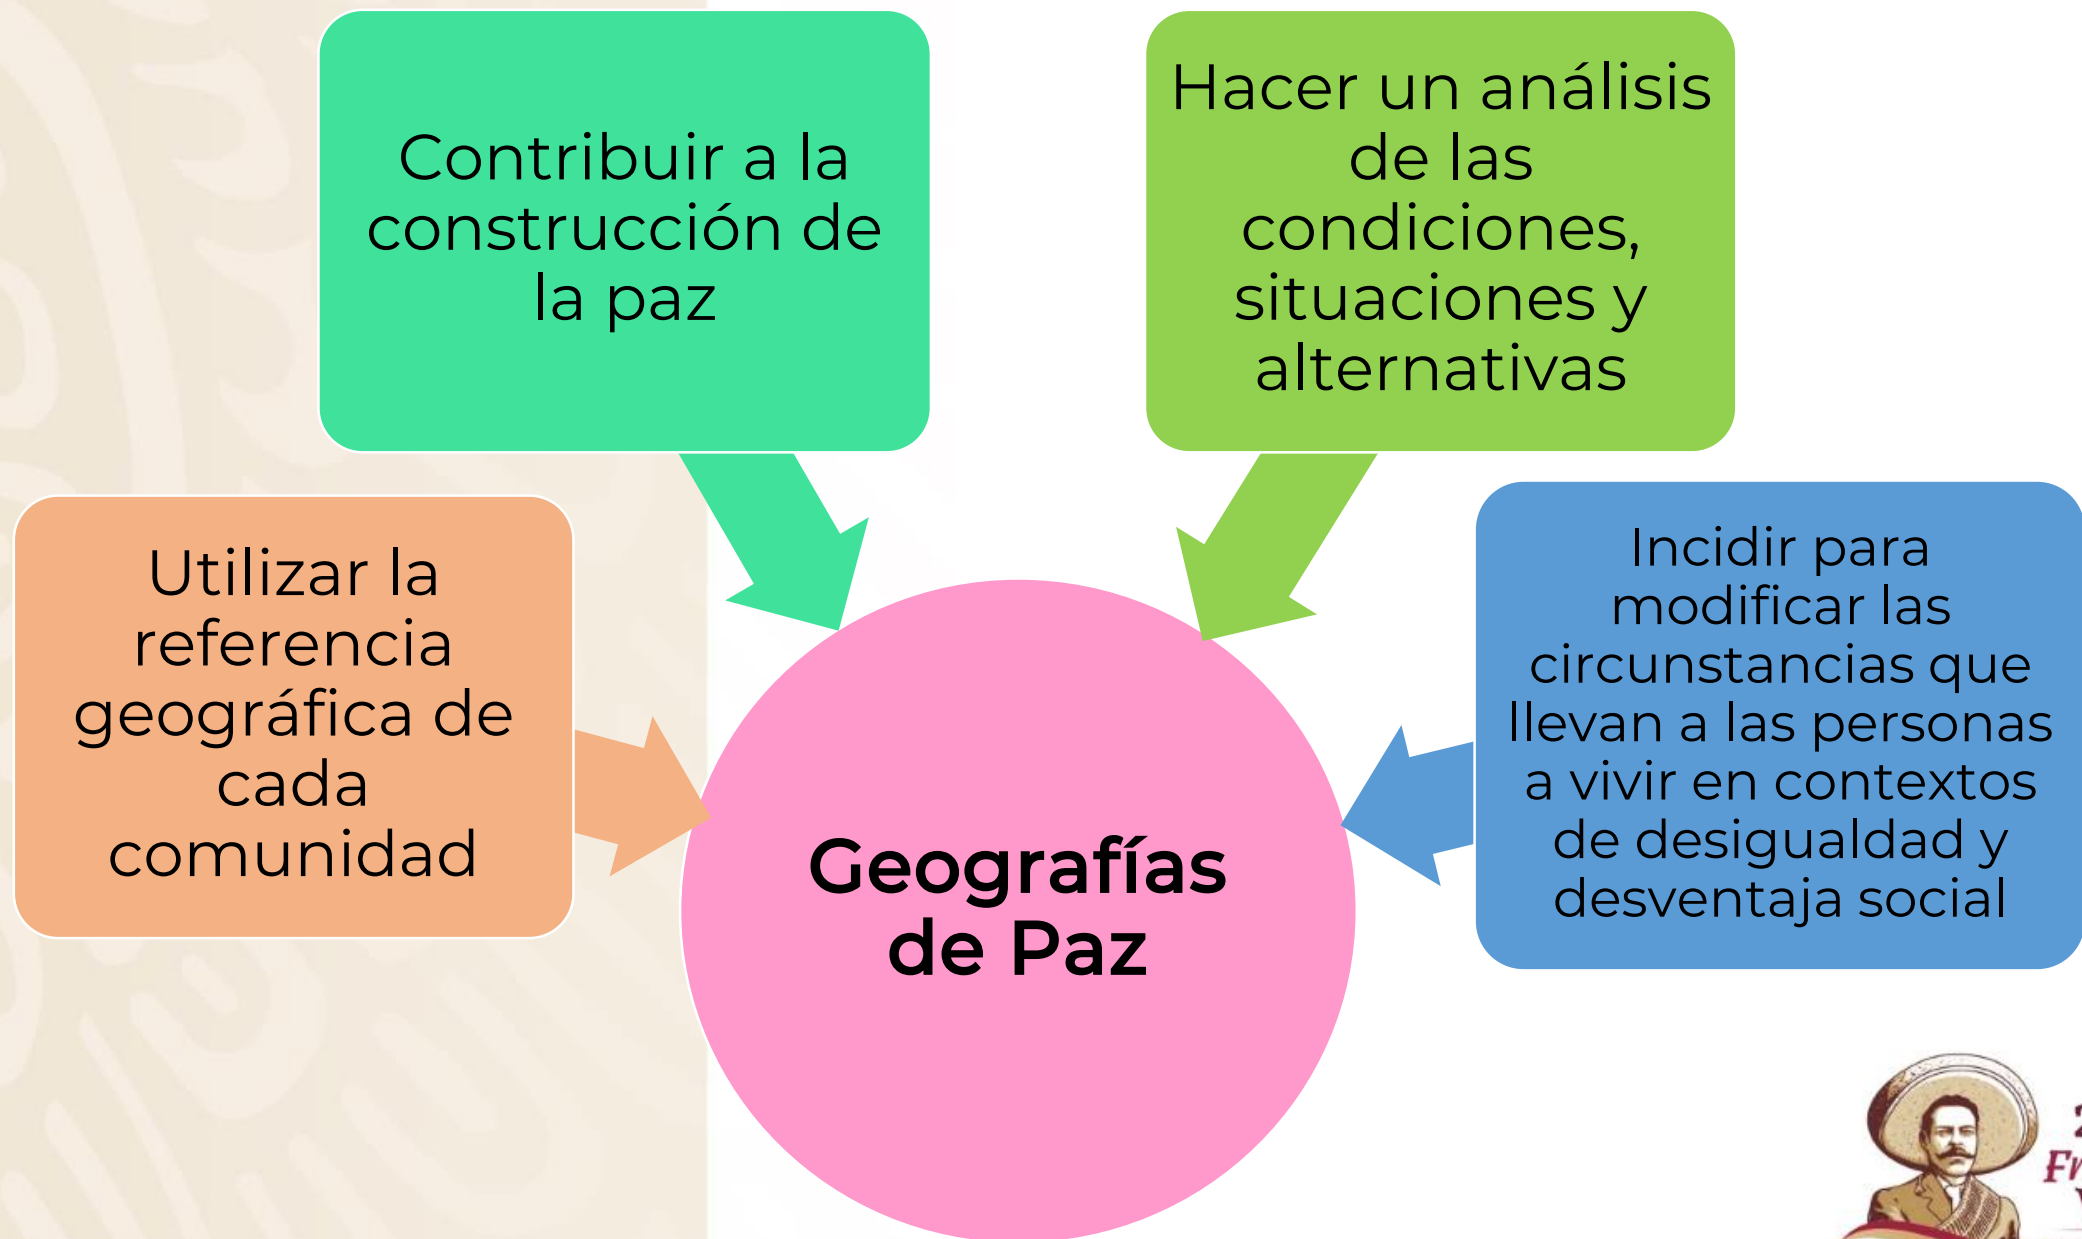 Contribuir a la
construcción de
la paz
Hacer un análisis
de las
condiciones,
situaciones y
alternativas
Utilizar la
referencia
geográfica de
cada
comunidad
Incidir para
modificar las
circunstancias que
llevan a las personas
a vivir en contextos
de desigualdad y
desventaja social
Geografías
de Paz